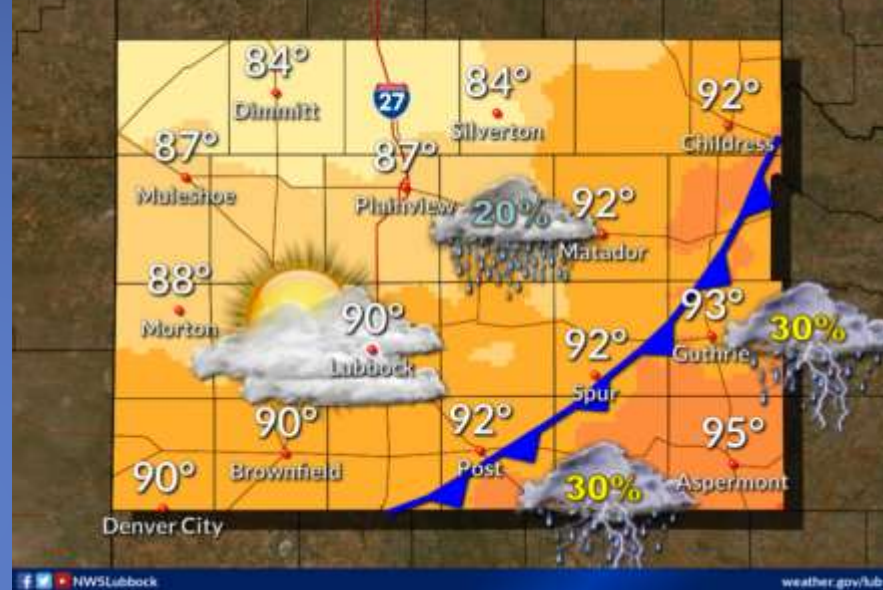 84°
Dimmitt
84°
Silverton
92°
Childress
27
87°
Muleshoe
87°
Plainview
20%
92°
Matador
88°
Morton
90°
Lubbock
93°
Guthrie
30%
92°
Spur
90°
Brownfield
92°
Post
95°
Aspermont
30%
90°
Denver City
NWSLubbock
weather.gov/lub